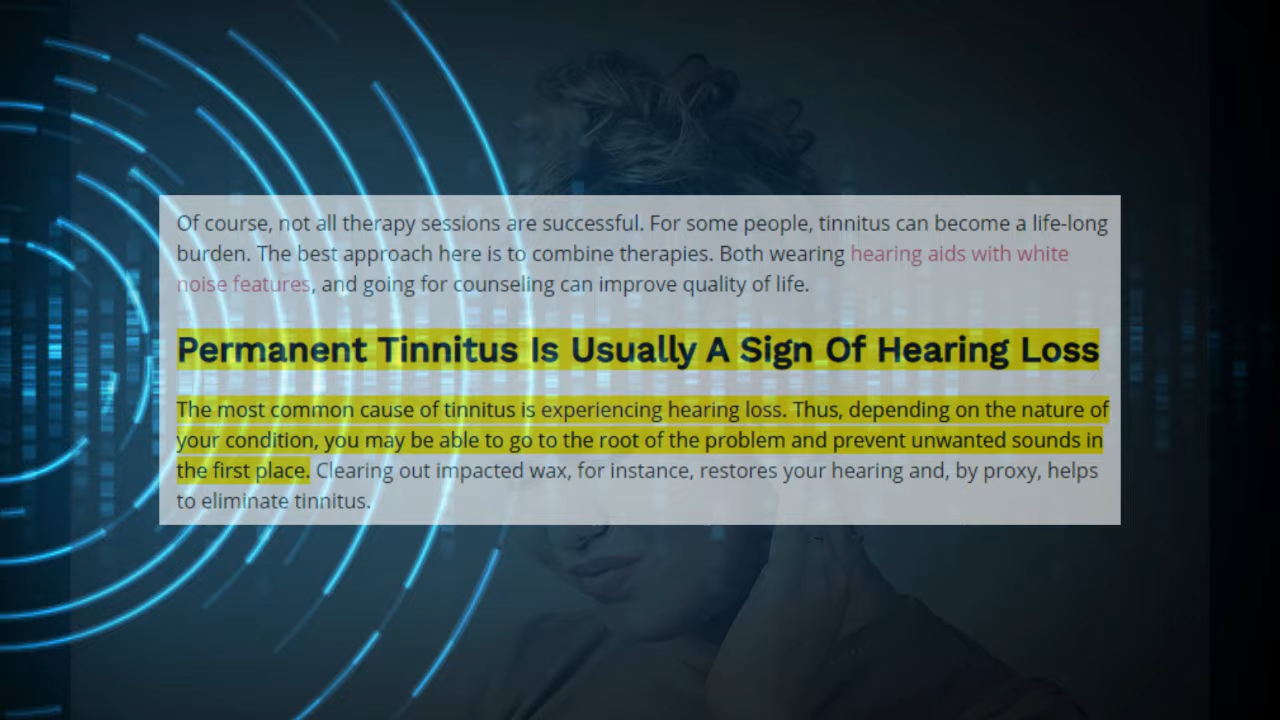 Of course, not all therapy sessions are successful. For some people, tinnitus can become a life-long
burden. The best approach here is to combine therapies. Both wearing hearing aids with white
noise features, and going for counseling can improve quality of life.
Permanent Tinnitus Is Usually A Sign Of Hearing Loss
The most common cause of tinnitus is experiencing hearing loss. Thus, depending on the nature of
your condition, you may be able to go to the root of the problem and prevent unwanted sounds in
the first place. Clearing out impacted wax, for instance, restores your hearing and, by proxy, helps
to eliminate tinnitus.